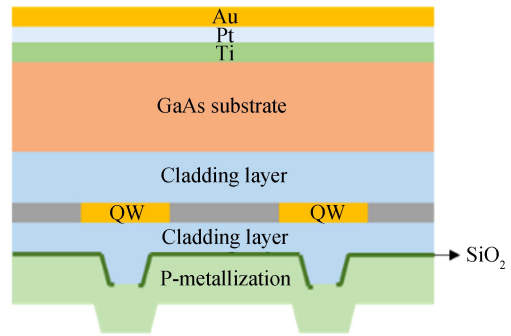 Au
Pt
Ti
GaAs substrate
Cladding layer
QW QW
Cladding layer
SiO₂
P-metallization